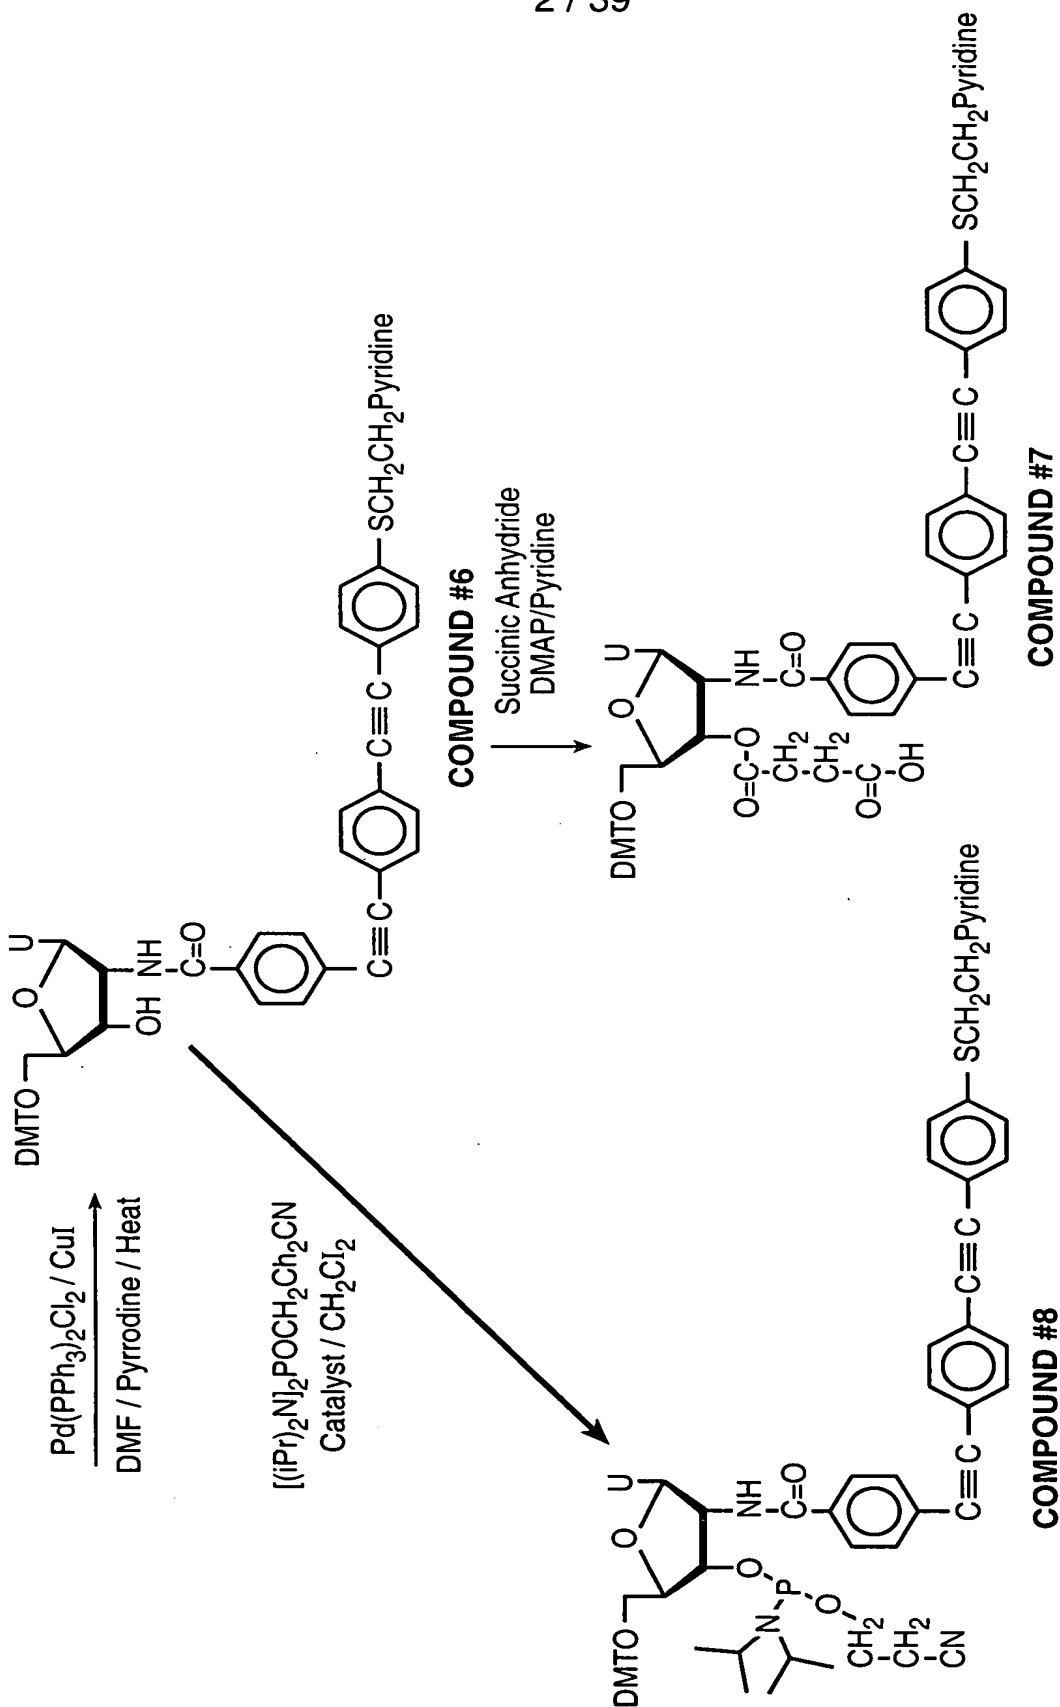 2 / 39
Pd(PPh3)2Cl2 / CuI
DMF / Pyrrodine / Heat
DMTO
O
U
OH
NH
C=O
C≡C
C≡C
SCH2CH2Pyridine
COMPOUND #6
[(iPr)2N]2POCH2Ch2CN
Catalyst / CH2Cl2
Succinic Anhydride
DMAP/Pyridine
DMTO
O
U
O
NH
C=O
P
N
O
CH2
CH2
CN
C≡C
C≡C
SCH2CH2Pyridine
COMPOUND #8
DMTO
O
U
O
NH
C=O
O=C
CH2
CH2
O=C-OH
C≡C
C≡C
SCH2CH2Pyridine
COMPOUND #7